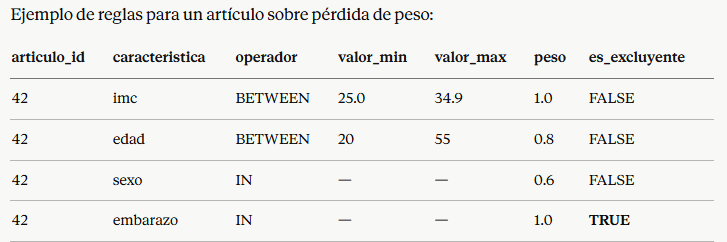 Ejemplo de reglas para un artículo sobre pérdida de peso:
articulo_id caracteristica operador valor_min valor_max peso es_excluyente
42 imc BETWEEN 25.0 34.9 1.0 FALSE
42 edad BETWEEN 20 55 0.8 FALSE
42 sexo IN — — 0.6 FALSE
42 embarazo IN — — 1.0 TRUE